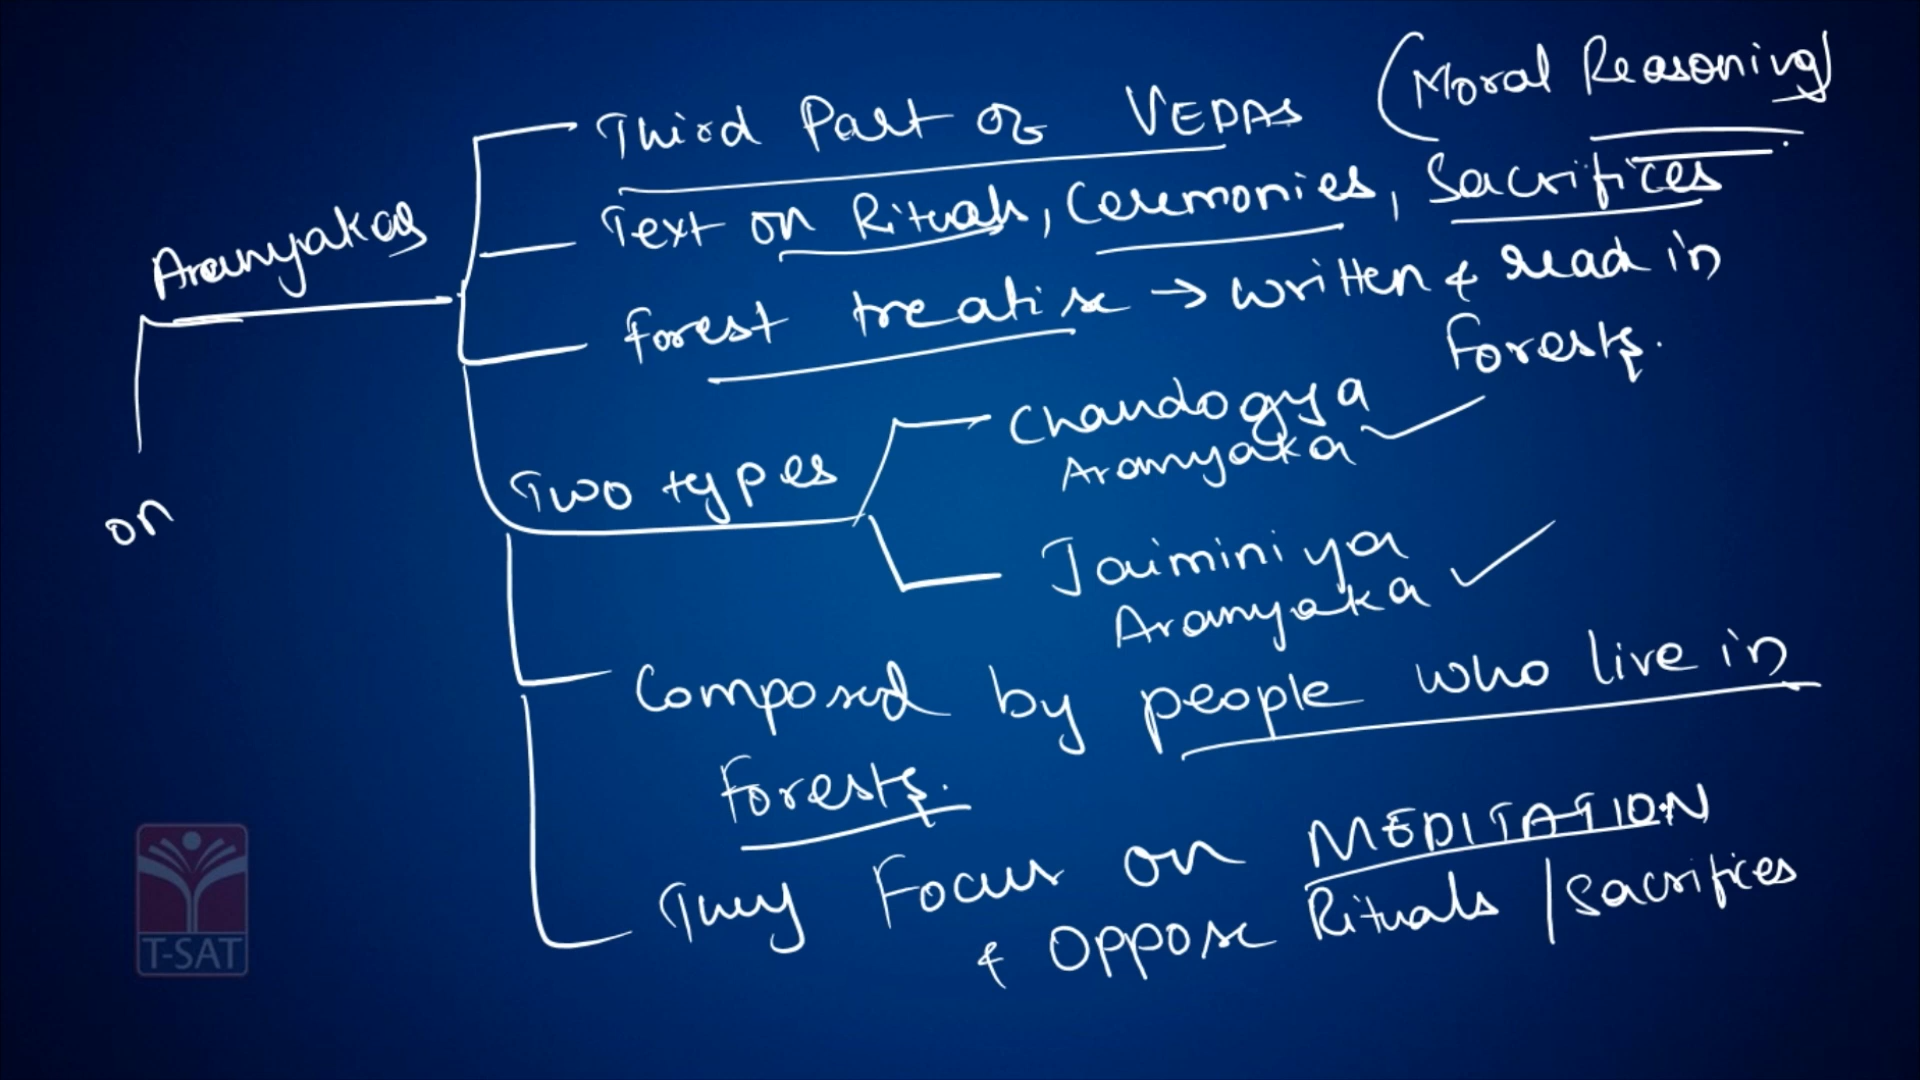 (Moral Reasoning)
Third Part of VEDAS
Text on Rituals, Ceremonies, Sacrifices
Aranyakas
Forest treatise → written & read in
Forests.
Chandogya
Aranyaka
Two types
on
Jaiminiya
Aranyaka
Composed by people who live in
Forests.
They Focus on MEDITATION
& Oppose Rituals / Sacrifices
T-SAT